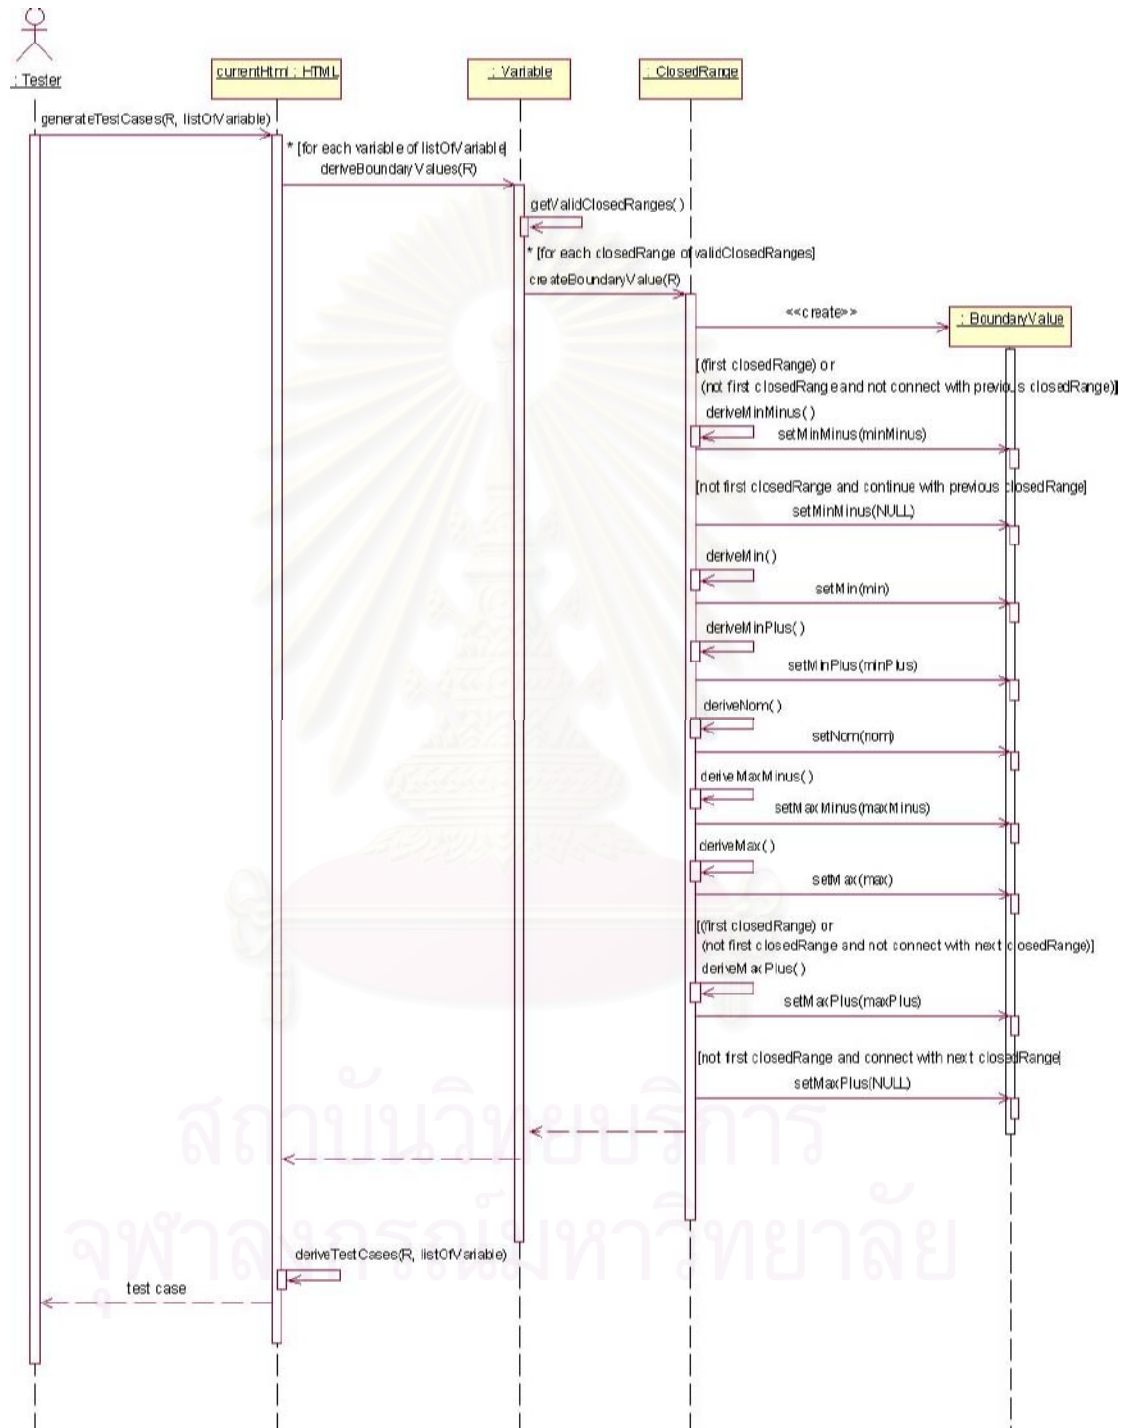 : Tester
currentHtml : HTML
: Variable
: ClosedRange
generateTestCases(R, listOfVariable)
* [for each variable of listOfVariable]
deriveBoundaryValues(R)
getValidClosedRanges()
* [for each closedRange of validClosedRanges]
createBoundaryValue(R)
<<create>>
: BoundaryValue
[(first closedRange) or
(not first closedRange and not connect with previous closedRange)]
deriveMinMinus()
setMinMinus(minMinus)
[not first closedRange and continue with previous closedRange]
setMinMinus(NULL)
deriveMin()
setMin(min)
deriveMinPlus()
setMinPlus(minPlus)
deriveNom()
setNom(nom)
deriveMaxMinus()
setMaxMinus(maxMinus)
deriveMax()
setMax(max)
[(first closedRange) or
(not first closedRange and not connect with next closedRange)]
deriveMaxPlus()
setMaxPlus(maxPlus)
[not first closedRange and connect with next closedRange]
setMaxPlus(NULL)
สถาบันวิทยบริการ
จุฬาลงกรณ์มหาวิทยาลัย
deriveTestCases(R, listOfVariable)
test case